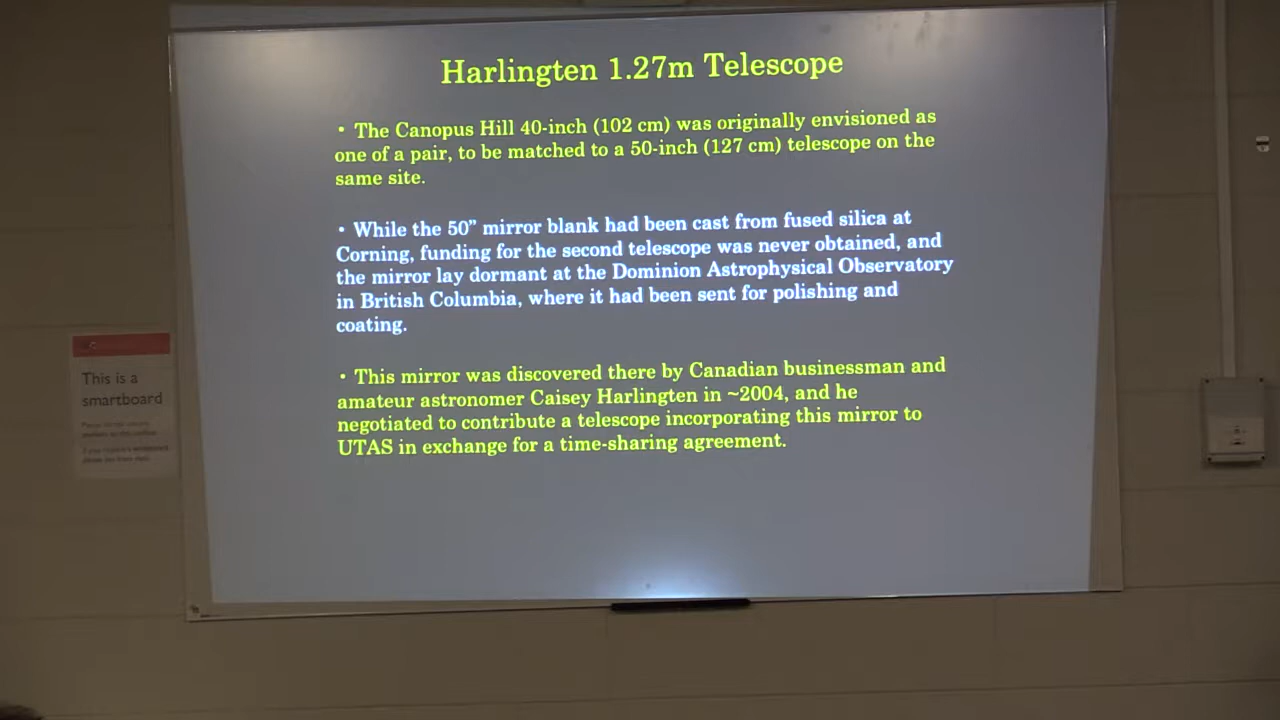 Harlingten 1.27m Telescope
• The Canopus Hill 40-inch (102 cm) was originally envisioned as
one of a pair, to be matched to a 50-inch (127 cm) telescope on the
same site.
• While the 50” mirror blank had been cast from fused silica at
Corning, funding for the second telescope was never obtained, and
the mirror lay dormant at the Dominion Astrophysical Observatory
in British Columbia, where it had been sent for polishing and
coating.
• This mirror was discovered there by Canadian businessman and
amateur astronomer Caisey Harlington in ~2004, and he
negotiated to contribute a telescope incorporating this mirror to
UTAS in exchange for a time-sharing agreement.
This is a
smartboard